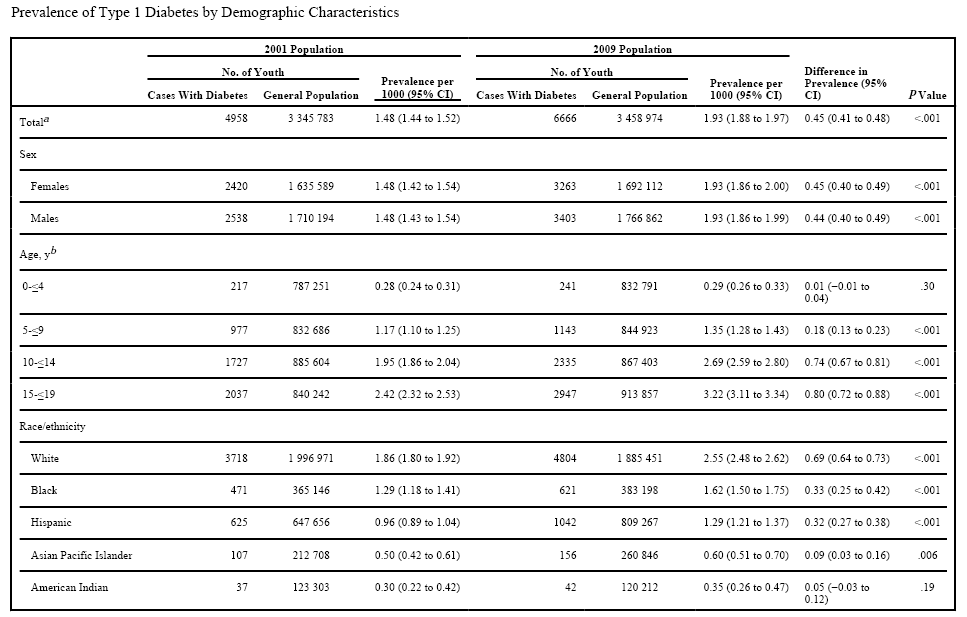 Prevalence of Type 1 Diabetes by Demographic Characteristics
2001 Population 2009 Population
No. of Youth No. of Youth
Cases With Diabetes General Population Prevalence per 1000 (95% CI) Cases With Diabetes General Population Prevalence per 1000 (95% CI) Difference in Prevalence (95% CI) P Value
Totala 4958 3 345 783 1.48 (1.44 to 1.52) 6666 3 458 974 1.93 (1.88 to 1.97) 0.45 (0.41 to 0.48) <.001
Sex
Females 2420 1 635 589 1.48 (1.42 to 1.54) 3263 1 692 112 1.93 (1.86 to 2.00) 0.45 (0.40 to 0.49) <.001
Males 2538 1 710 194 1.48 (1.43 to 1.54) 3403 1 766 862 1.93 (1.86 to 1.99) 0.44 (0.40 to 0.49) <.001
Age, yb
0-≤4 217 787 251 0.28 (0.24 to 0.31) 241 832 791 0.29 (0.26 to 0.33) 0.01 (−0.01 to 0.04) .30
5-≤9 977 832 686 1.17 (1.10 to 1.25) 1143 844 923 1.35 (1.28 to 1.43) 0.18 (0.13 to 0.23) <.001
10-≤14 1727 885 604 1.95 (1.86 to 2.04) 2335 867 403 2.69 (2.59 to 2.80) 0.74 (0.67 to 0.81) <.001
15-≤19 2037 840 242 2.42 (2.32 to 2.53) 2947 913 857 3.22 (3.11 to 3.34) 0.80 (0.72 to 0.88) <.001
Race/ethnicity
White 3718 1 996 971 1.86 (1.80 to 1.92) 4804 1 885 451 2.55 (2.48 to 2.62) 0.69 (0.64 to 0.73) <.001
Black 471 365 146 1.29 (1.18 to 1.41) 621 383 198 1.62 (1.50 to 1.75) 0.33 (0.25 to 0.42) <.001
Hispanic 625 647 656 0.96 (0.89 to 1.04) 1042 809 267 1.29 (1.21 to 1.37) 0.32 (0.27 to 0.38) <.001
Asian Pacific Islander 107 212 708 0.50 (0.42 to 0.61) 156 260 846 0.60 (0.51 to 0.70) 0.09 (0.03 to 0.16) .006
American Indian 37 123 303 0.30 (0.22 to 0.42) 42 120 212 0.35 (0.26 to 0.47) 0.05 (−0.03 to 0.12) .19